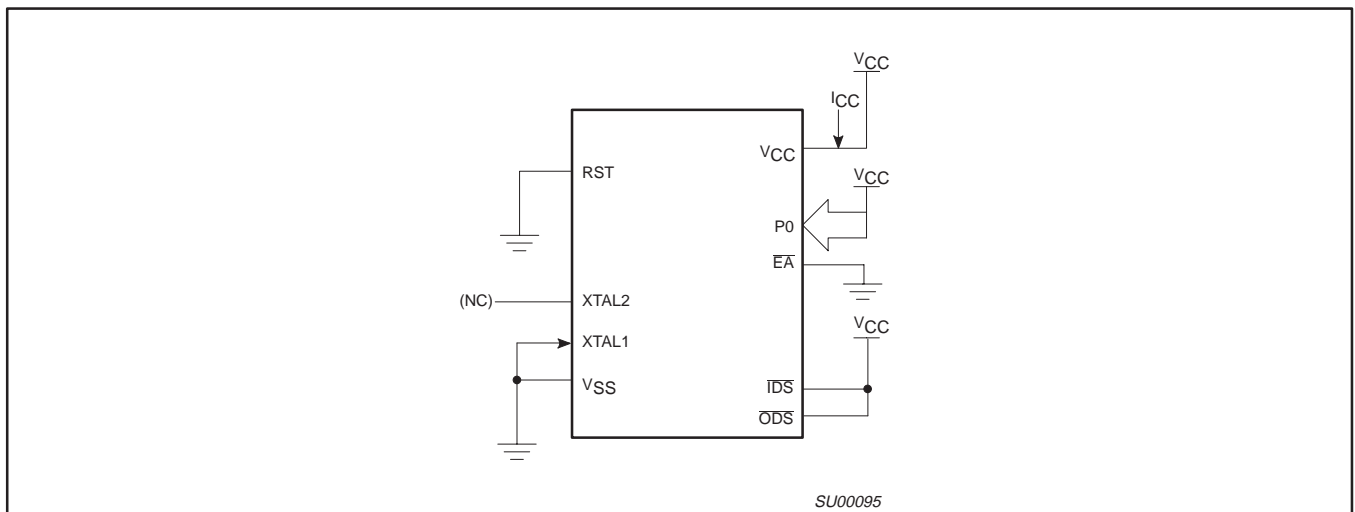 VCC
ICC
VCC
RST
VCC
P0
EA
(NC)
XTAL2
VCC
XTAL1
VSS
IDS
ODS
SU00095